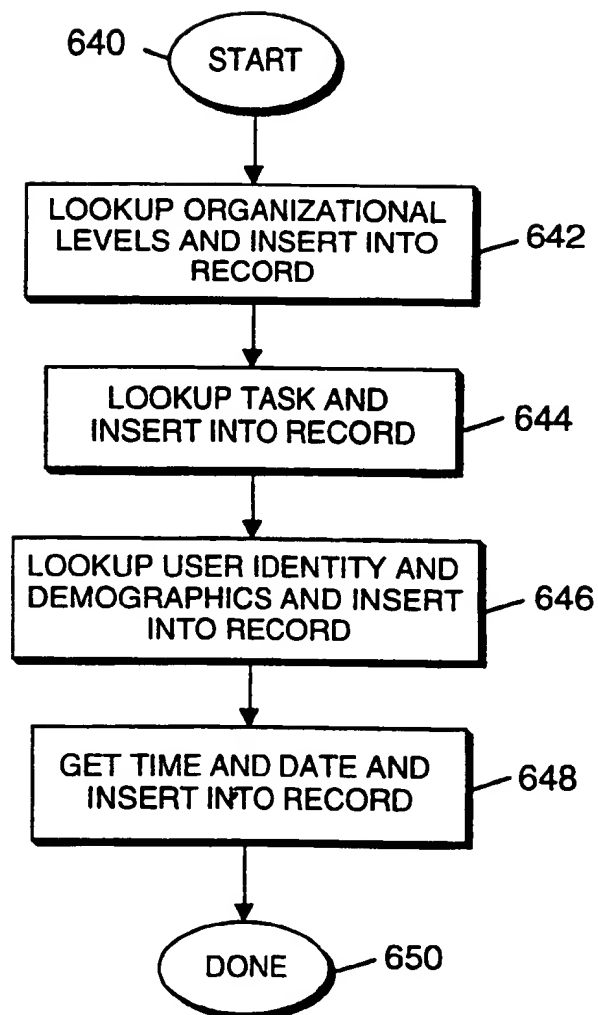 640
START
LOOKUP ORGANIZATIONAL
LEVELS AND INSERT INTO
RECORD
642
LOOKUP TASK AND
INSERT INTO RECORD
644
LOOKUP USER IDENTITY AND
DEMOGRAPHICS AND INSERT
INTO RECORD
646
GET TIME AND DATE AND
INSERT INTO RECORD
648
DONE
650